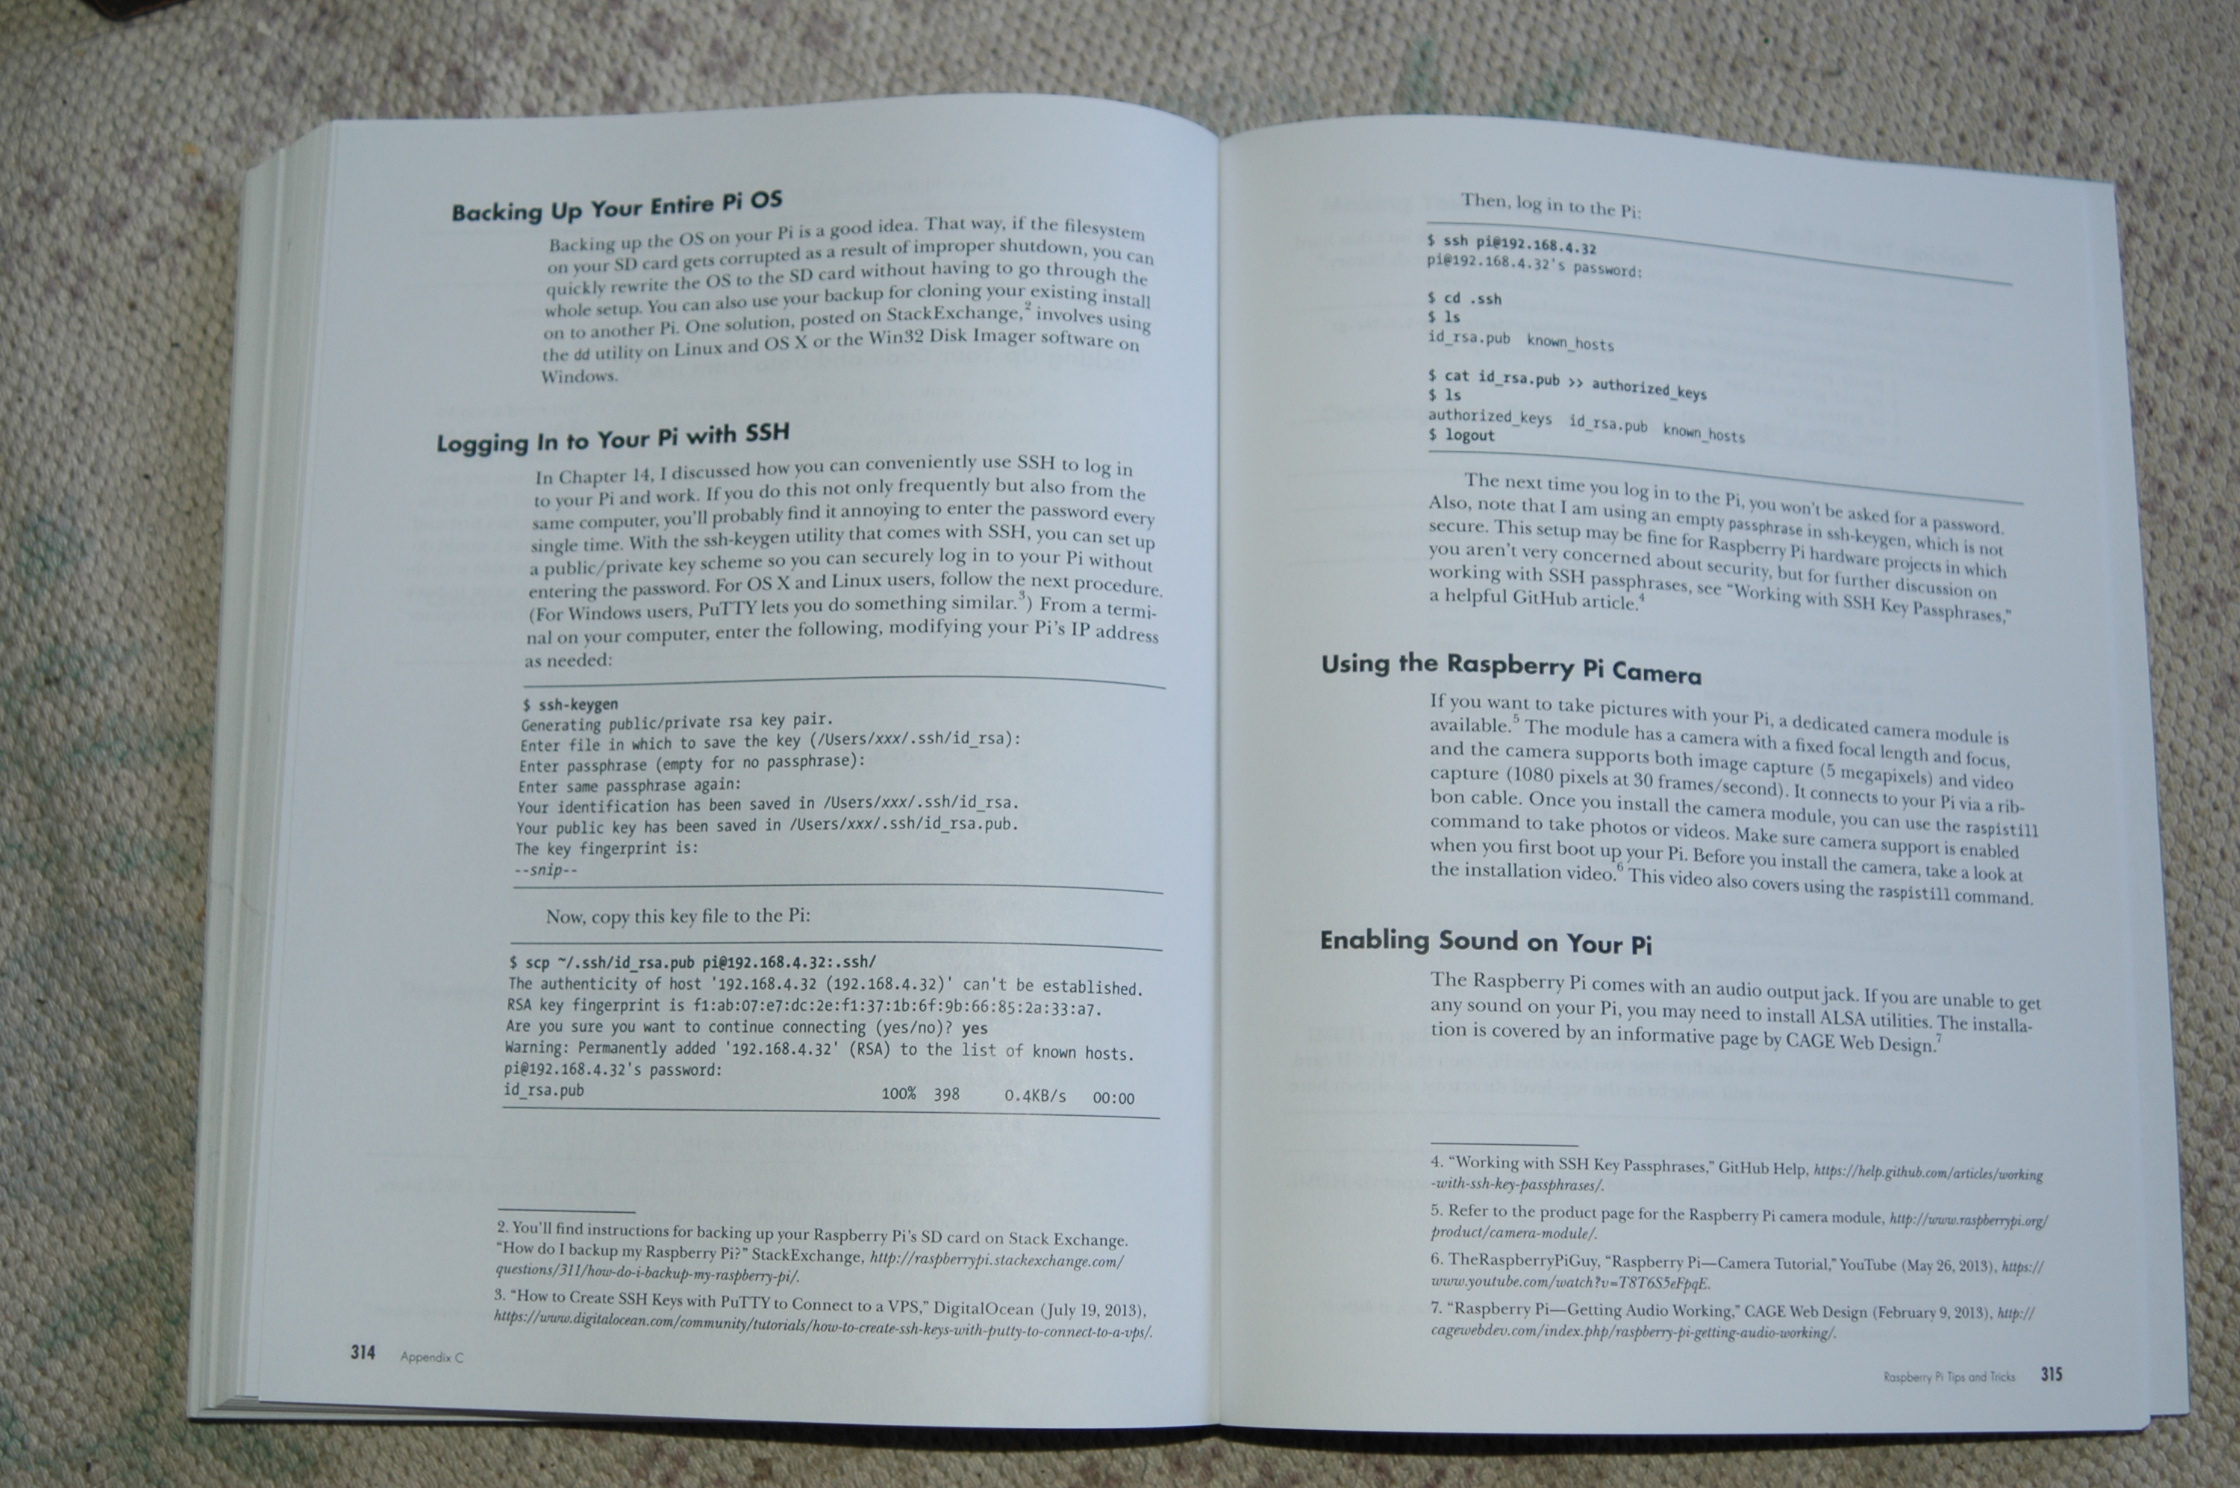 Backing Up Your Entire Pi OS
Backing up the OS on your Pi is a good idea. That way, if the filesystem
on your SD card gets corrupted as a result of improper shutdown, you can
quickly rewrite the OS to the SD card without having to go through the
whole setup. You can also use your backup for cloning your existing install
on to another Pi. One solution, posted on StackExchange,2 involves using
the dd utility on Linux and OS X or the Win32 Disk Imager software on
Windows.
Logging In to Your Pi with SSH
In Chapter 14, I discussed how you can conveniently use SSH to log in
to your Pi and work. If you do this not only frequently but also from the
same computer, you'll probably find it annoying to enter the password every
single time. With the ssh-keygen utility that comes with SSH, you can set up
a public/private key scheme so you can securely log in to your Pi without
entering the password. For OS X and Linux users, follow the next procedure.
(For Windows users, PuTTY lets you do something similar.3) From a termi-
nal on your computer, enter the following, modifying your Pi's IP address
as needed:
$ ssh-keygen
Generating public/private rsa key pair.
Enter file in which to save the key (/Users/xxx/.ssh/id_rsa):
Enter passphrase (empty for no passphrase):
Enter same passphrase again:
Your identification has been saved in /Users/xxx/.ssh/id_rsa.
Your public key has been saved in /Users/xxx/.ssh/id_rsa.pub.
The key fingerprint is:
--snip--
Now, copy this key file to the Pi:
$ scp ~/.ssh/id_rsa.pub pi@192.168.4.32:.ssh/
The authenticity of host '192.168.4.32 (192.168.4.32)' can't be established.
RSA key fingerprint is f1:ab:07:e7:dc:2e:f1:37:1b:6f:9b:66:85:2a:33:a7.
Are you sure you want to continue connecting (yes/no)? yes
Warning: Permanently added '192.168.4.32' (RSA) to the list of known hosts.
pi@192.168.4.32's password:
id_rsa.pub 100% 398 0.4KB/s 00:00
2. You'll find instructions for backing up your Raspberry Pi's SD card on Stack Exchange.
"How do I backup my Raspberry Pi?" StackExchange, http://raspberrypi.stackexchange.com/
questions/311/how-do-i-backup-my-raspberry-pi/.
3. "How to Create SSH Keys with PuTTY to Connect to a VPS," DigitalOcean (July 19, 2013),
https://www.digitalocean.com/community/tutorials/how-to-create-ssh-keys-with-putty-to-connect-to-a-vps/.
314 Appendix C
Then, log in to the Pi:
$ ssh pi@192.168.4.32
pi@192.168.4.32's password:
$ cd .ssh
$ ls
id_rsa.pub known_hosts
$ cat id_rsa.pub >> authorized_keys
$ ls
authorized_keys id_rsa.pub known_hosts
$ logout
The next time you log in to the Pi, you won't be asked for a password.
Also, note that I am using an empty passphrase in ssh-keygen, which is not
secure. This setup may be fine for Raspberry Pi hardware projects in which
you aren't very concerned about security, but for further discussion on
working with SSH passphrases, see "Working with SSH Key Passphrases,"
a helpful GitHub article.4
Using the Raspberry Pi Camera
If you want to take pictures with your Pi, a dedicated camera module is
available.5 The module has a camera with a fixed focal length and focus,
and the camera supports both image capture (5 megapixels) and video
capture (1080 pixels at 30 frames/second). It connects to your Pi via a rib-
bon cable. Once you install the camera module, you can use the raspistill
command to take photos or videos. Make sure camera support is enabled
when you first boot up your Pi. Before you install the camera, take a look at
the installation video.6 This video also covers using the raspistill command.
Enabling Sound on Your Pi
The Raspberry Pi comes with an audio output jack. If you are unable to get
any sound on your Pi, you may need to install ALSA utilities. The installa-
tion is covered by an informative page by CAGE Web Design.7
4. "Working with SSH Key Passphrases," GitHub Help, https://help.github.com/articles/working
-with-ssh-key-passphrases/.
5. Refer to the product page for the Raspberry Pi camera module, http://www.raspberrypi.org/
product/camera-module/.
6. TheRaspberryPiGuy, "Raspberry Pi—Camera Tutorial," YouTube (May 26, 2013), https://
www.youtube.com/watch?v=T8T6S5eFpqE.
7. "Raspberry Pi—Getting Audio Working," CAGE Web Design (February 9, 2013), http://
cagewebdev.com/index.php/raspberry-pi-getting-audio-working/.
Raspberry Pi Tips and Tricks 315